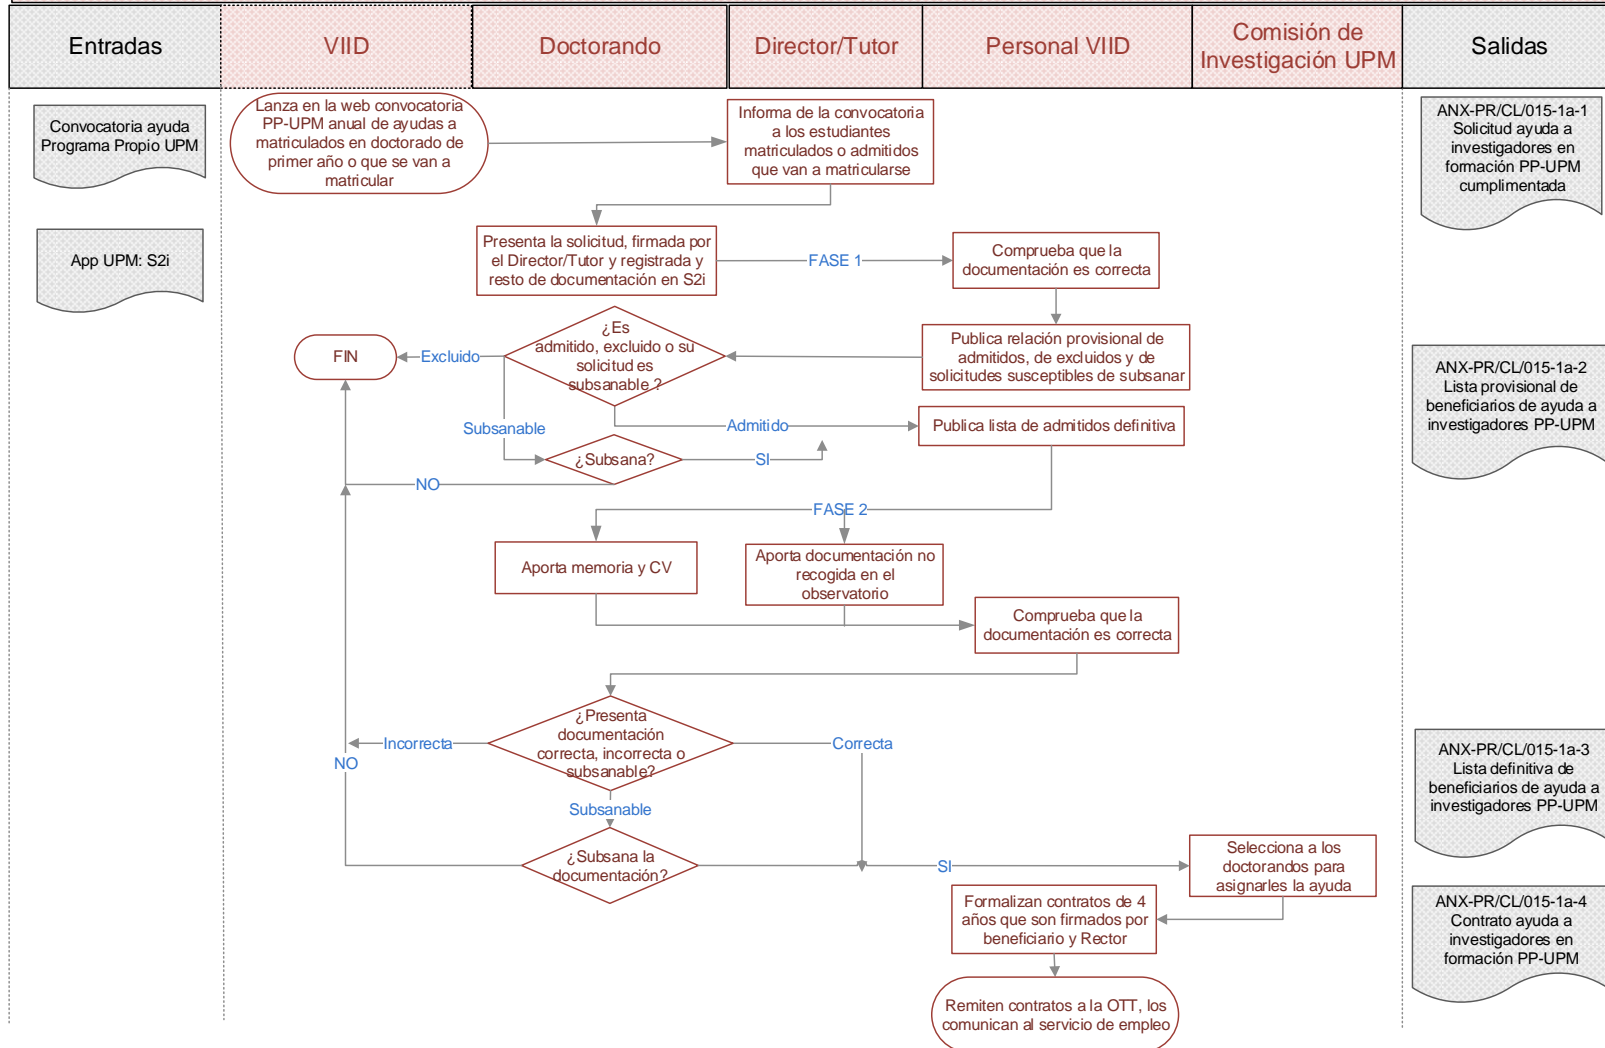 Entradas
VIID
Doctorando
Director/Tutor
Personal VIID
Comisión de
Investigación UPM
Salidas
Convocatoria ayuda
Programa Propio UPM
Lanza en la web convocatoria
PP-UPM anual de ayudas a
matriculados en doctorado de
primer año o que se van a
matricular
Informa de la convocatoria
a los estudiantes
matriculados o admitidos
que van a matricularse
ANX-PR/CL/015-1a-1
Solicitud ayuda a
investigadores en
formación PP-UPM
cumplimentada
App UPM: S2i
Presenta la solicitud, firmada por
el Director/Tutor y registrada y
resto de documentación en S2i
FASE 1
Comprueba que la
documentación es correcta
FIN
Excluido
¿Es
admitido, excluido o su
solicitud es
subsanable ?
Publica relación provisional de
admitidos, de excluidos y de
solicitudes susceptibles de subsanar
ANX-PR/CL/015-1a-2
Lista provisional de
beneficiarios de ayuda a
investigadores PP-UPM
Subsanable
Admitido
Publica lista de admitidos definitiva
¿Subsana?
SI
NO
FASE 2
Aporta memoria y CV
Aporta documentación no
recogida en el
observatorio
Comprueba que la
documentación es correcta
¿Presenta
documentación
correcta, incorrecta o
subsanable?
Incorrecta
Correcta
NO
Subsanable
ANX-PR/CL/015-1a-3
Lista definitiva de
beneficiarios de ayuda a
investigadores PP-UPM
¿Subsana la
documentación?
SI
Selecciona a los
doctorandos para
asignarles la ayuda
Formalizan contratos de 4
años que son firmados por
beneficiario y Rector
ANX-PR/CL/015-1a-4
Contrato ayuda a
investigadores en
formación PP-UPM
Remiten contratos a la OTT, los
comunican al servicio de empleo